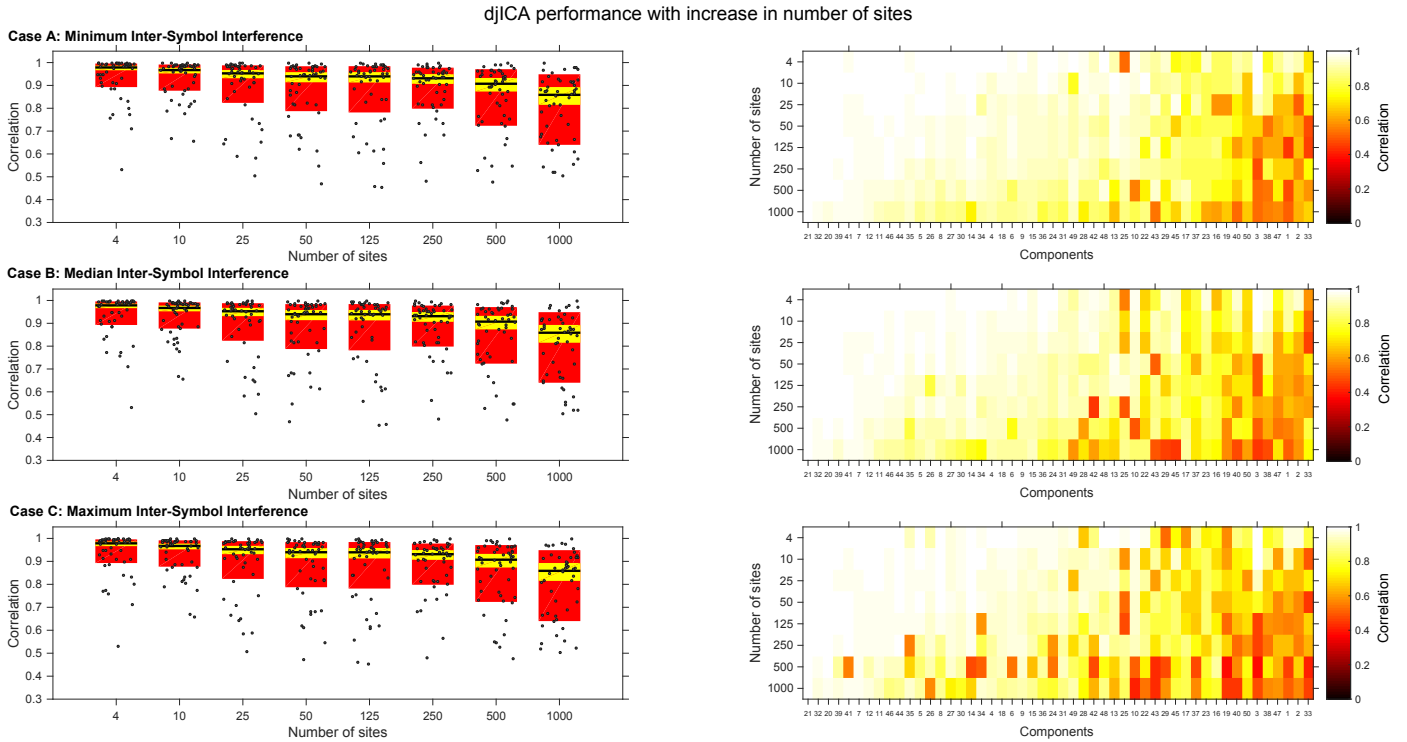 djICA performance with increase in number of sites
Case A: Minimum Inter-Symbol Interference
Correlation
1
0.9
0.8
0.7
0.6
0.5
0.4
0.3
4 10 25 50 125 250 500 1000
Number of sites
Number of sites
4
10
25
50
125
250
500
1000
21 32 20 39 41 7 12 11 46 44 35 5 26 8 27 30 14 34 4 18 6 9 15 36 24 31 49 28 42 48 13 25 10 22 43 29 45 17 37 23 16 19 40 50 3 38 47 1 2 33
Components
1
0.8
0.6
0.4
0.2
0
Correlation
Case B: Median Inter-Symbol Interference
Correlation
1
0.9
0.8
0.7
0.6
0.5
0.4
0.3
4 10 25 50 125 250 500 1000
Number of sites
Number of sites
4
10
25
50
125
250
500
1000
21 32 20 39 41 7 12 11 46 44 35 5 26 8 27 30 14 34 4 18 6 9 15 36 24 31 49 28 42 48 13 25 10 22 43 29 45 17 37 23 16 19 40 50 3 38 47 1 2 33
Components
1
0.8
0.6
0.4
0.2
0
Correlation
Case C: Maximum Inter-Symbol Interference
Correlation
1
0.9
0.8
0.7
0.6
0.5
0.4
0.3
4 10 25 50 125 250 500 1000
Number of sites
Number of sites
4
10
25
50
125
250
500
1000
21 32 20 39 41 7 12 11 46 44 35 5 26 8 27 30 14 34 4 18 6 9 15 36 24 31 49 28 42 48 13 25 10 22 43 29 45 17 37 23 16 19 40 50 3 38 47 1 2 33
Components
1
0.8
0.6
0.4
0.2
0
Correlation